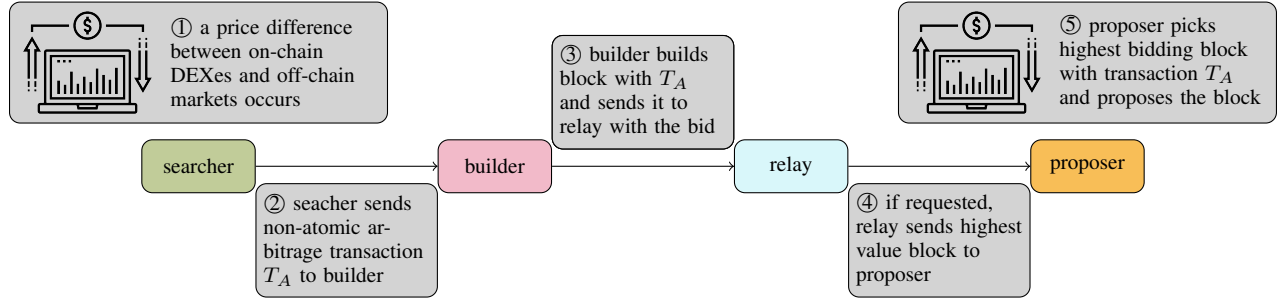 ① a price difference
between on-chain
DEXes and off-chain
markets occurs
searcher
② seacher sends
non-atomic ar-
bitrage transaction
T_A to builder
builder
③ builder builds
block with T_A
and sends it to
relay with the bid
relay
④ if requested,
relay sends highest
value block to
proposer
proposer
⑤ proposer picks
highest bidding block
with transaction T_A
and proposes the block
$
$